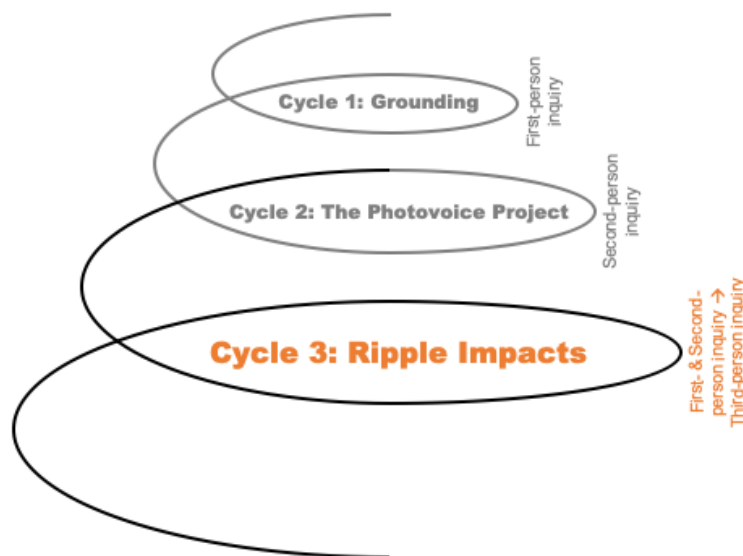 Cycle 1: Grounding
First-person
inquiry
Cycle 2: The Photovoice Project
Second-person
inquiry
Cycle 3: Ripple Impacts
First- & Second-
person inquiry →
Third-person inquiry